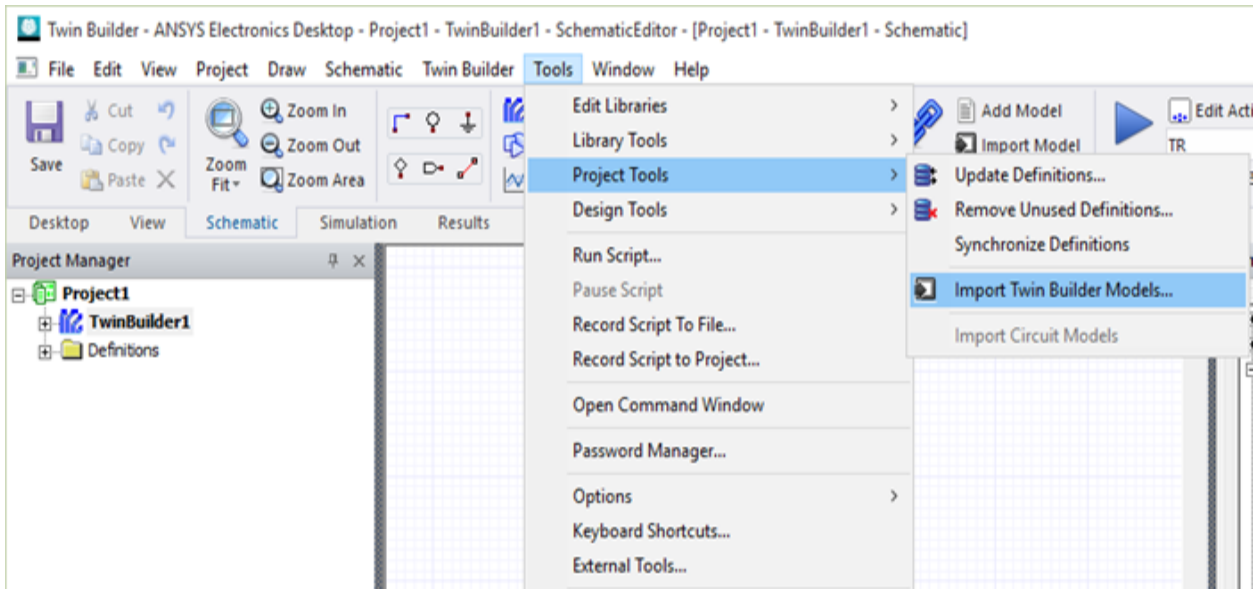 Twin Builder - ANSYS Electronics Desktop - Project1 - TwinBuilder1 - SchematicEditor - [Project1 - TwinBuilder1 - Schematic]
File Edit View Project Draw Schematic Twin Builder Tools Window Help
Save
Cut
Copy
Paste
Zoom Fit
Zoom In
Zoom Out
Zoom Area
Add Model
Import Model
Edit Acti
TR
Desktop View Schematic Simulation Results
Project Manager
Project1
TwinBuilder1
Definitions
Edit Libraries
Library Tools
Project Tools
Design Tools
Run Script...
Pause Script
Record Script To File...
Record Script to Project...
Open Command Window
Password Manager...
Options
Keyboard Shortcuts...
External Tools...
Update Definitions...
Remove Unused Definitions...
Synchronize Definitions
Import Twin Builder Models...
Import Circuit Models